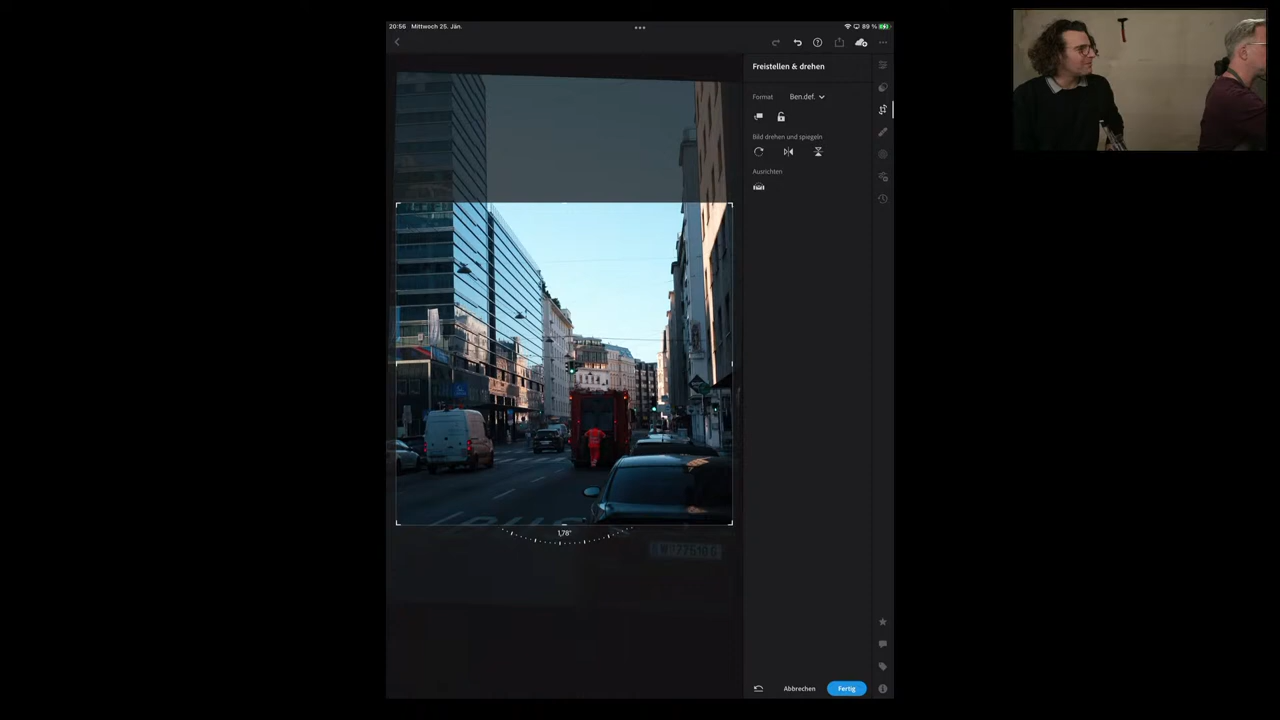 20:56 Mittwoch 25. Jän.
89 %
Freistellen & drehen
Format
Ben.def.
Bild drehen und spiegeln
Ausrichten
1,78°
Abbrechen
Fertig